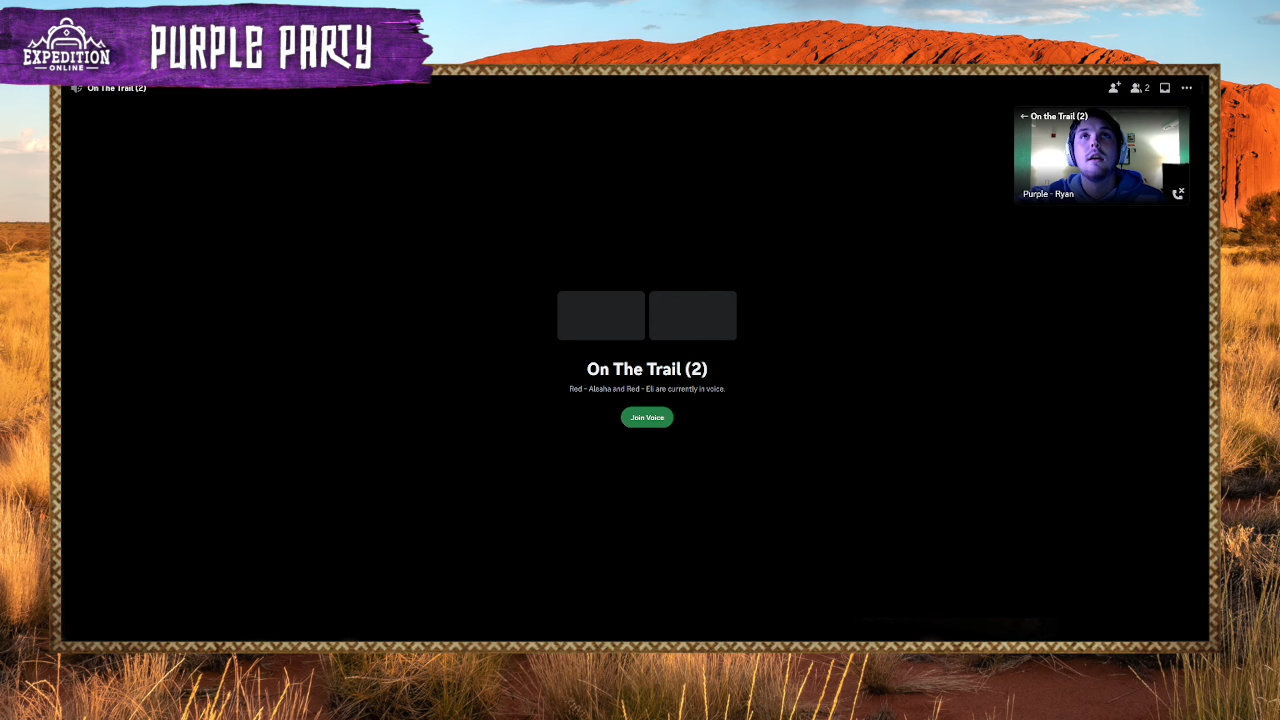 EXPEDITION
ONLINE
PURPLE PARTY
On The Trail (2)
2
← On the Trail (2)
Purple - Ryan
On The Trail (2)
Red - Alesha and Red - Eli are currently in voice.
Join Voice